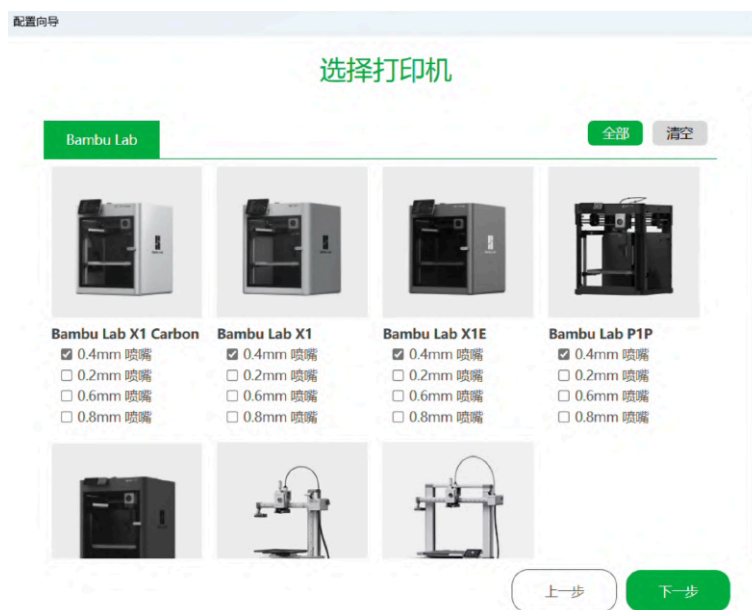 配置向导
选择打印机
Bambu Lab
全部
清空
Bambu Lab X1 Carbon
0.4mm 喷嘴
0.2mm 喷嘴
0.6mm 喷嘴
0.8mm 喷嘴
Bambu Lab X1
0.4mm 喷嘴
0.2mm 喷嘴
0.6mm 喷嘴
0.8mm 喷嘴
Bambu Lab X1E
0.4mm 喷嘴
0.2mm 喷嘴
0.6mm 喷嘴
0.8mm 喷嘴
Bambu Lab P1P
0.4mm 喷嘴
0.2mm 喷嘴
0.6mm 喷嘴
0.8mm 喷嘴
上一步
下一步